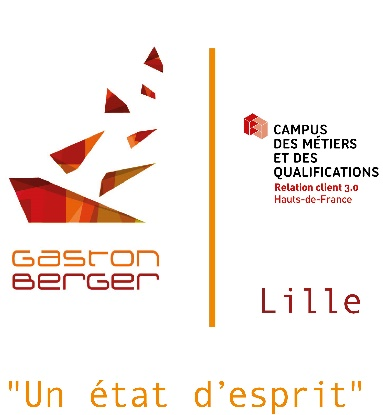 Gaston
Berger
CAMPUS
DES MÉTIERS
ET DES
QUALIFICATIONS
Relation client 3.0
Hauts-de-France
Lille
"Un état d'esprit"